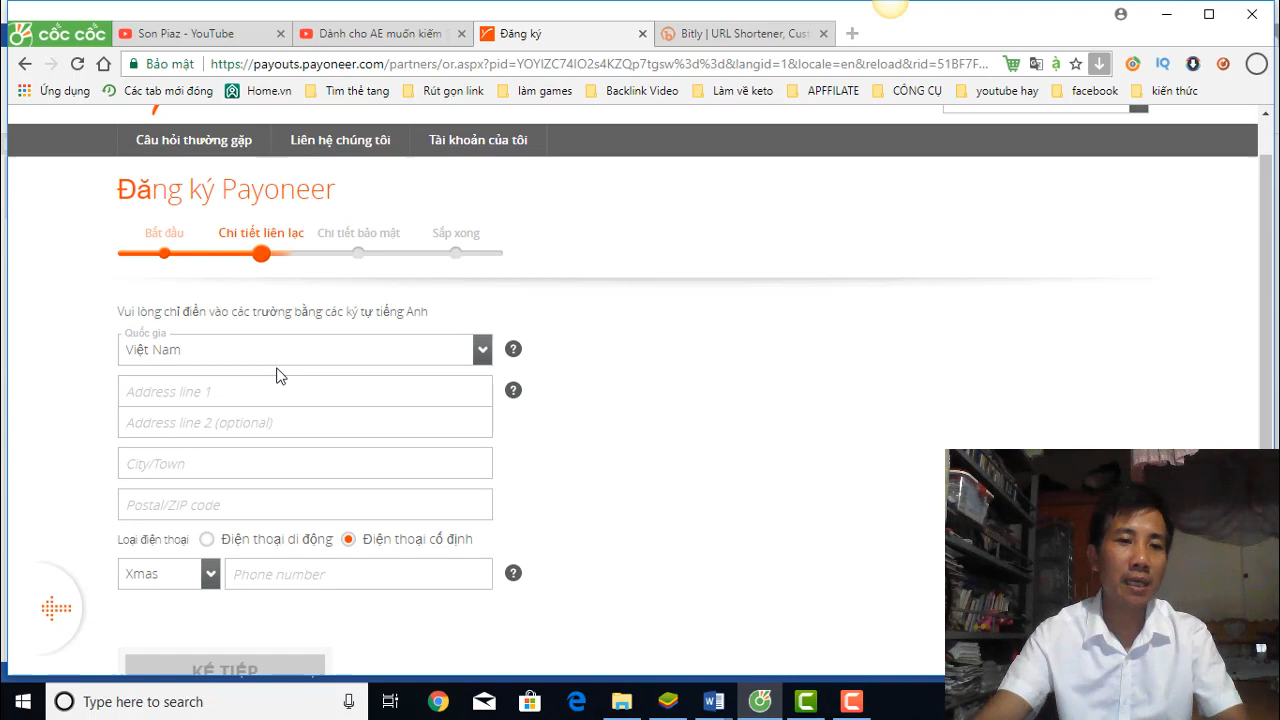 cốc cốc
Son Piaz - YouTube
Dành cho AE muốn kiếm
Đăng ký
Bitly | URL Shortener, Cust
Bảo mật
https://payouts.payoneer.com/partners/or.aspx?pid=YOYIZC74IO2s4KZQp7tgsw%3d%3d&langid=1&locale=en&reload&rid=51BF7F...
Ứng dụng
Các tab mới đóng
Home.vn
Tim thẻ tang
Rút gọn link
làm games
Backlink Video
Làm về keto
APFFILATE
CÔNG CỤ
youtube hay
facebook
kiến thức
Câu hỏi thường gặp
Liên hệ chúng tôi
Tài khoản của tôi
Đăng ký Payoneer
Bắt đầu
Chi tiết liên lạc
Chi tiết bảo mật
Sắp xong
Vui lòng chỉ điền vào các trường bằng các ký tự tiếng Anh
Quốc gia
Việt Nam
Address line 1
Address line 2 (optional)
City/Town
Postal/ZIP code
Loại điện thoại
Điện thoại di động
Điện thoại cố định
Xmas
Phone number
KẾ TIẾP
Type here to search